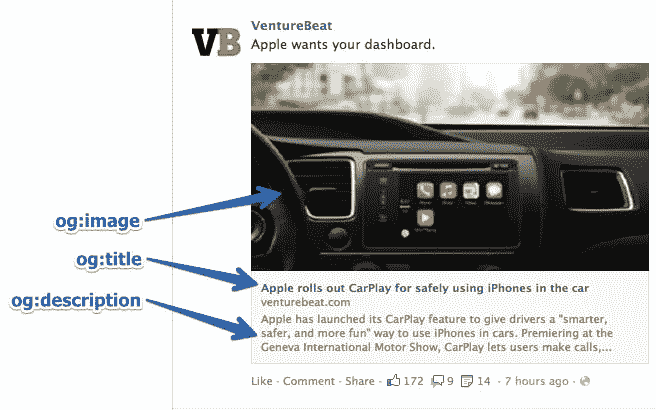 VB
VentureBeat
Apple wants your dashboard.
og:image
og:title
Apple rolls out CarPlay for safely using iPhones in the car
venturebeat.com
og:description
Apple has launched its CarPlay feature to give drivers a "smarter,
safer, and more fun" way to use iPhones in cars. Premiering at the
Geneva International Motor Show, CarPlay lets users make calls,...
Like · Comment · Share · 172 9 14 · 7 hours ago ·